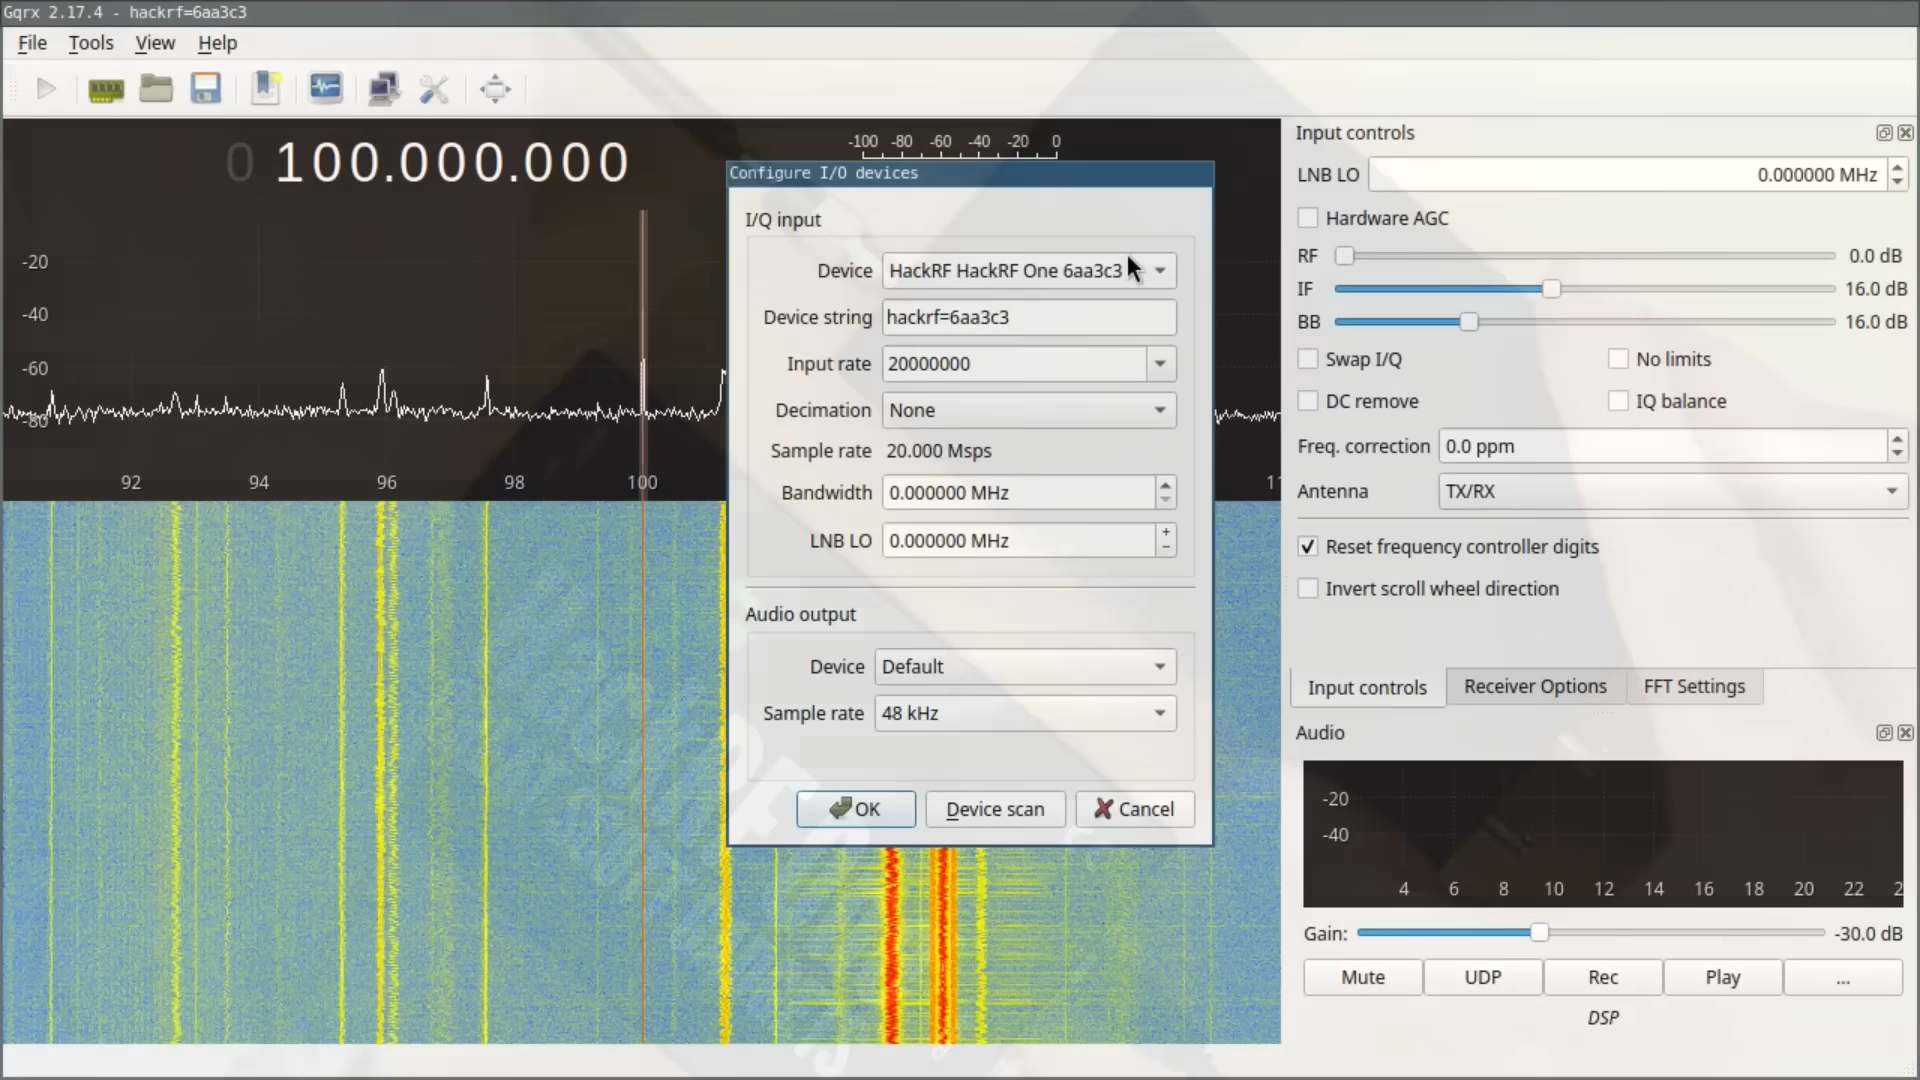 Gqrx 2.17.4 - hackrf=6aa3c3
File Tools View Help
0 100.000.000
-100 -80 -60 -40 -20 0
-20
-40
-60
-80
92 94 96 98 100
Configure I/O devices
I/Q input
Device HackRF HackRF One 6aa3c3
Device string hackrf=6aa3c3
Input rate 20000000
Decimation None
Sample rate 20.000 Msps
Bandwidth 0.000000 MHz
LNB LO 0.000000 MHz
Audio output
Device Default
Sample rate 48 kHz
OK Device scan Cancel
Input controls
LNB LO 0.000000 MHz
Hardware AGC
RF 0.0 dB
IF 16.0 dB
BB 16.0 dB
Swap I/Q No limits
DC remove IQ balance
Freq. correction 0.0 ppm
Antenna TX/RX
Reset frequency controller digits
Invert scroll wheel direction
Input controls Receiver Options FFT Settings
Audio
-20
-40
4 6 8 10 12 14 16 18 20 22 2
Gain: -30.0 dB
Mute UDP Rec Play ...
DSP